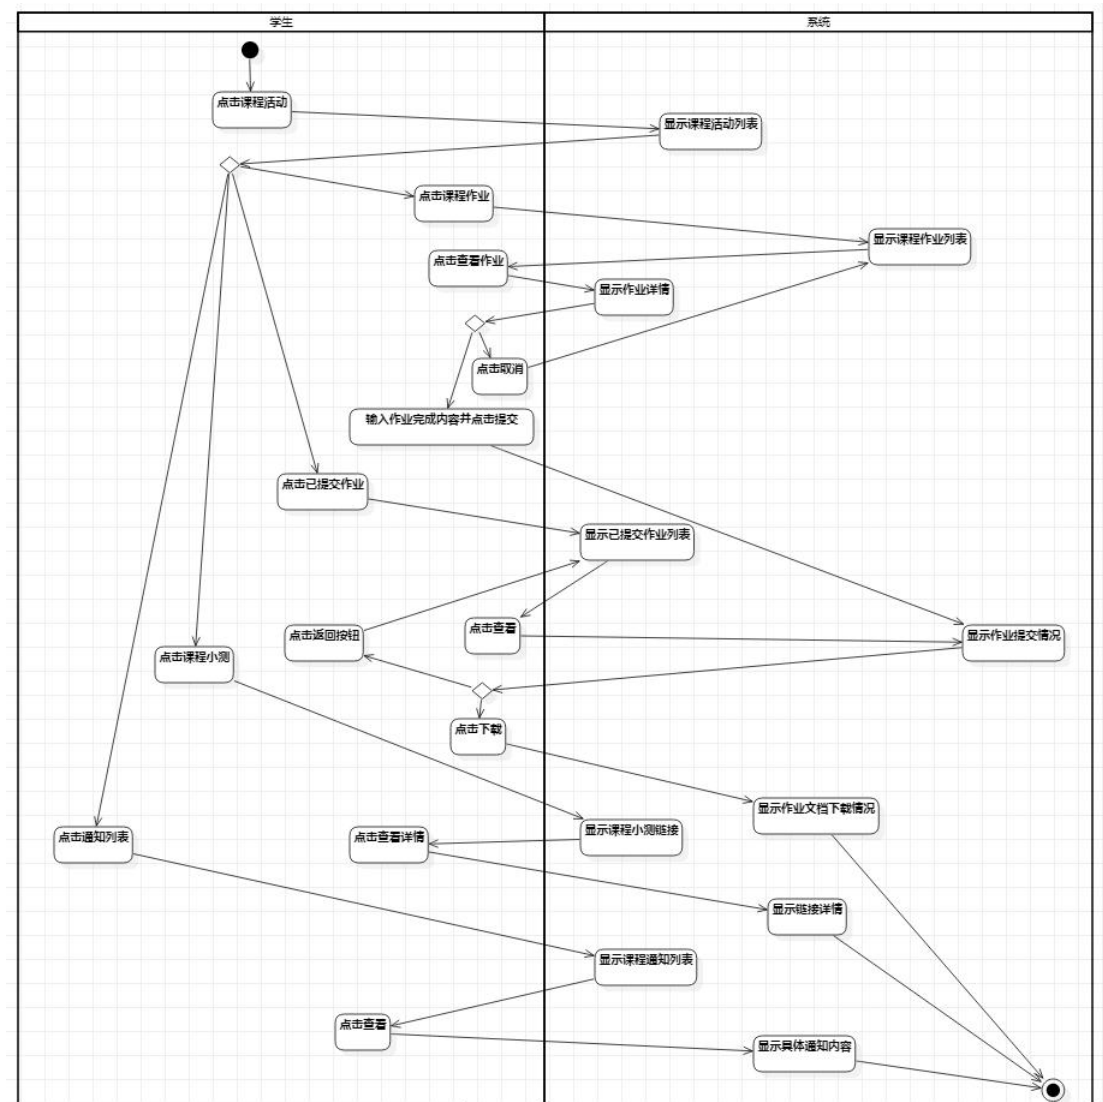 学生
系统
点击课程活动
显示课程活动列表
点击课程作业
显示课程作业列表
点击查看作业
显示作业详情
点击取消
输入作业完成内容并点击提交
点击已提交作业
显示已提交作业列表
点击查看
点击返回按钮
显示作业提交情况
点击课程小测
点击下载
显示作业文档下载情况
显示课程小测链接
点击查看详情
点击通知列表
显示链接详情
显示课程通知列表
点击查看
显示具体通知内容